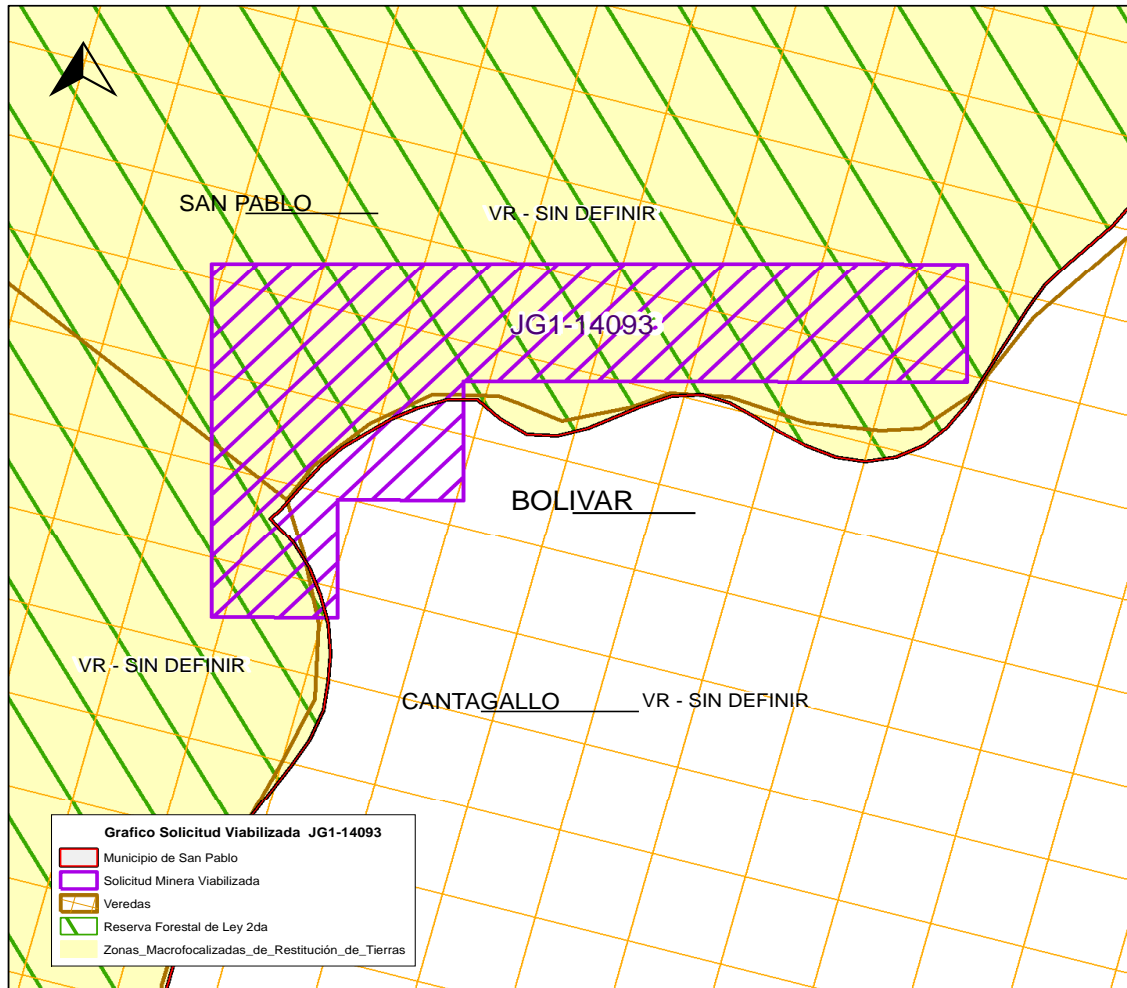 SAN PABLO
VR - SIN DEFINIR
JG1-14093
BOLIVAR
VR - SIN DEFINIR
CANTAGALLO
VR - SIN DEFINIR
Grafico Solicitud Viabilizada JG1-14093
Municipio de San Pablo
Solicitud Minera Viabilizada
Veredas
Reserva Forestal de Ley 2da
Zonas_Macrofocalizadas_de_Restitución_de_Tierras